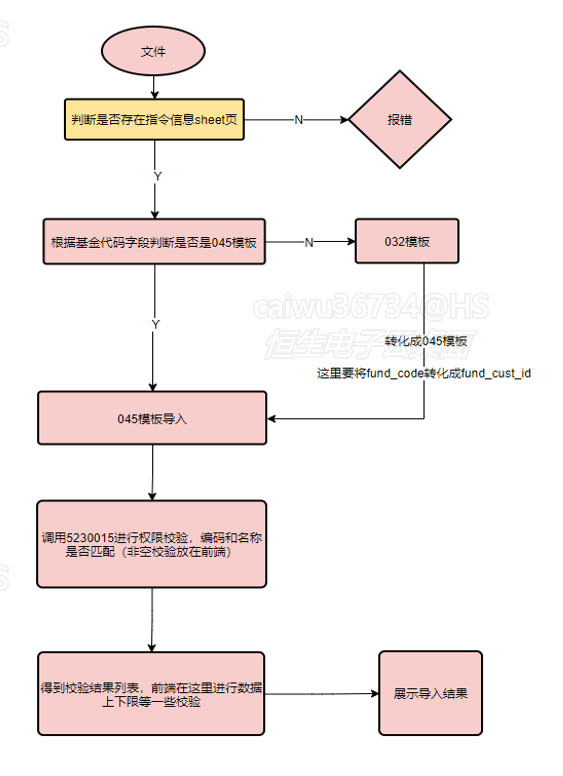 文件
判断是否存在指令信息sheet页
N
报错
Y
根据基金代码字段判断是否是045模板
N
032模板
caiwu36734@HS
恒生电子云桌面
Y
转化成045模板
这里要将fund_code转化成fund_cust_id
045模板导入
调用5230015进行权限校验，编码和名称
是否匹配（非空校验放在前端）
HS
得到校验结果列表，前端在这里进行数据
上下限等一些校验
展示导入结果